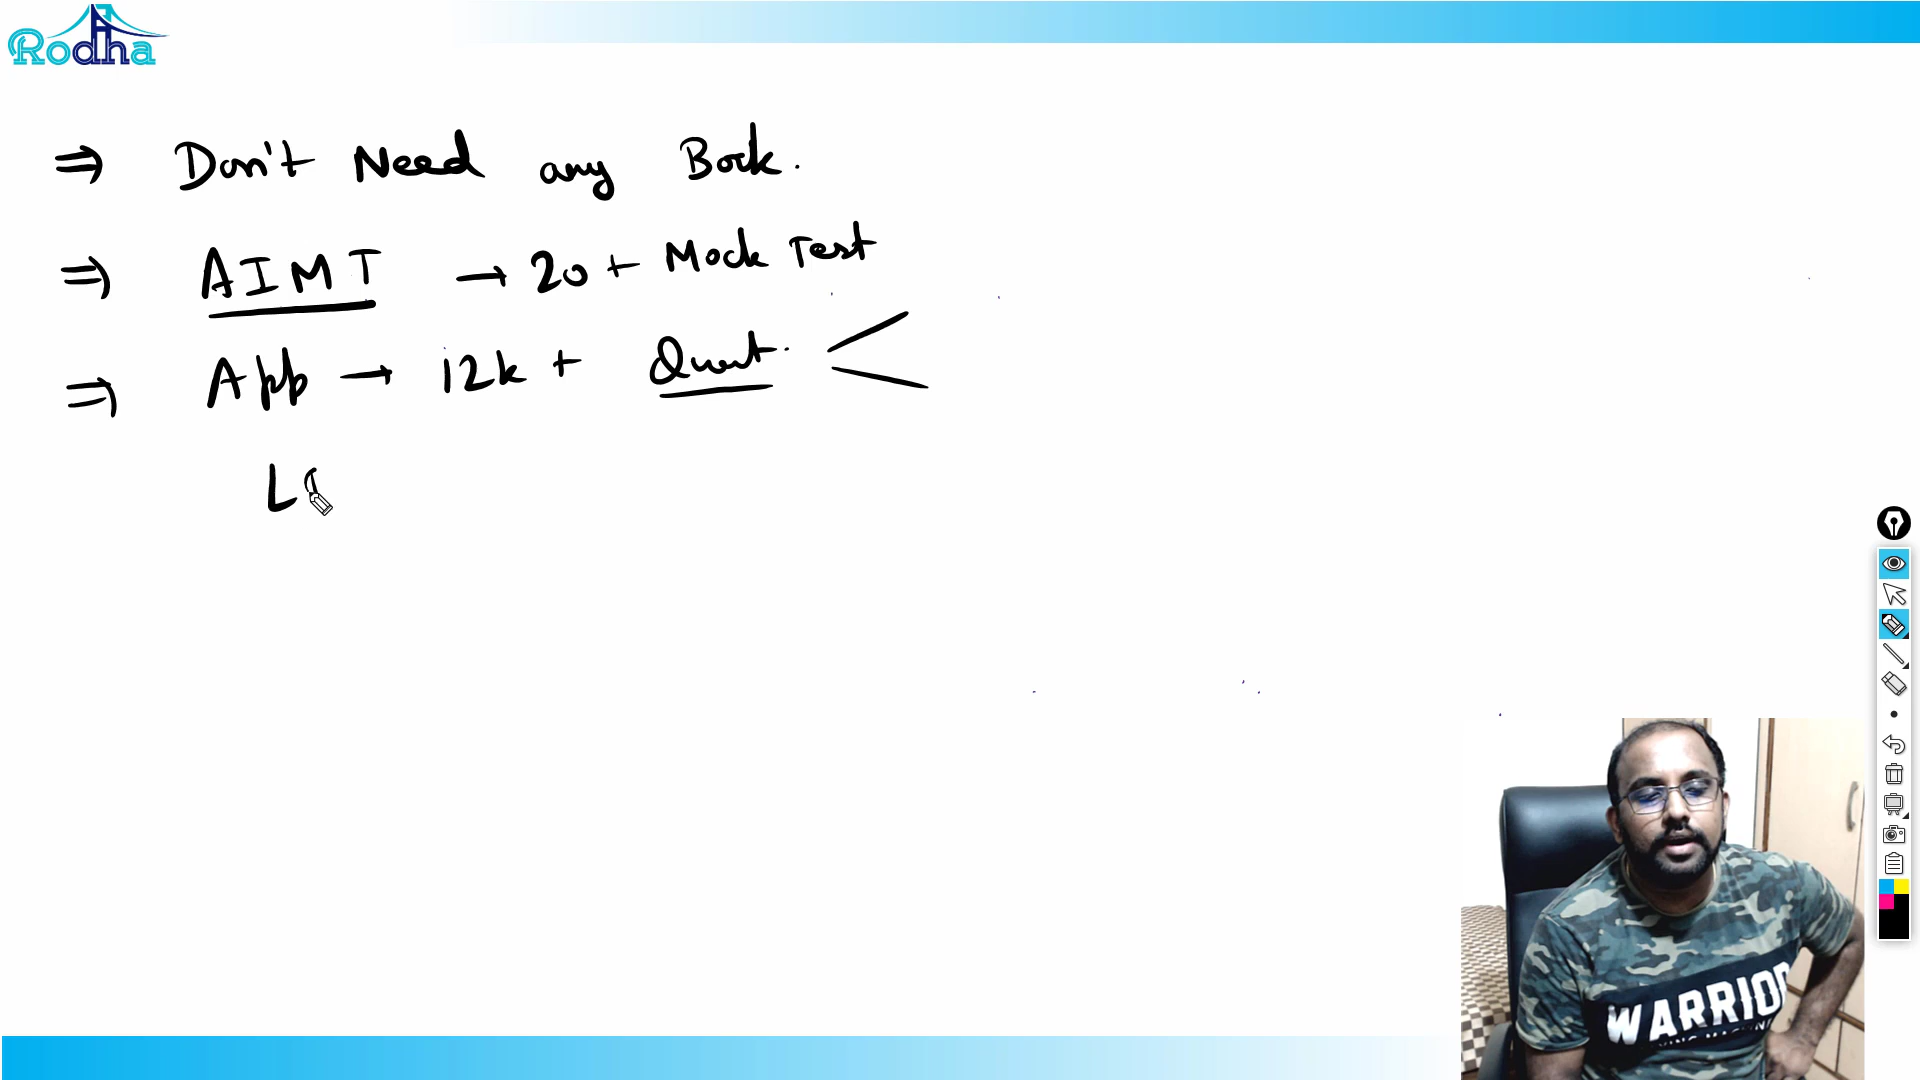 Rodha
⇒ Don't Need any Book.
⇒ AIMT → 20+ Mock Test
⇒ App → 12k + Quant.
WARRIOR